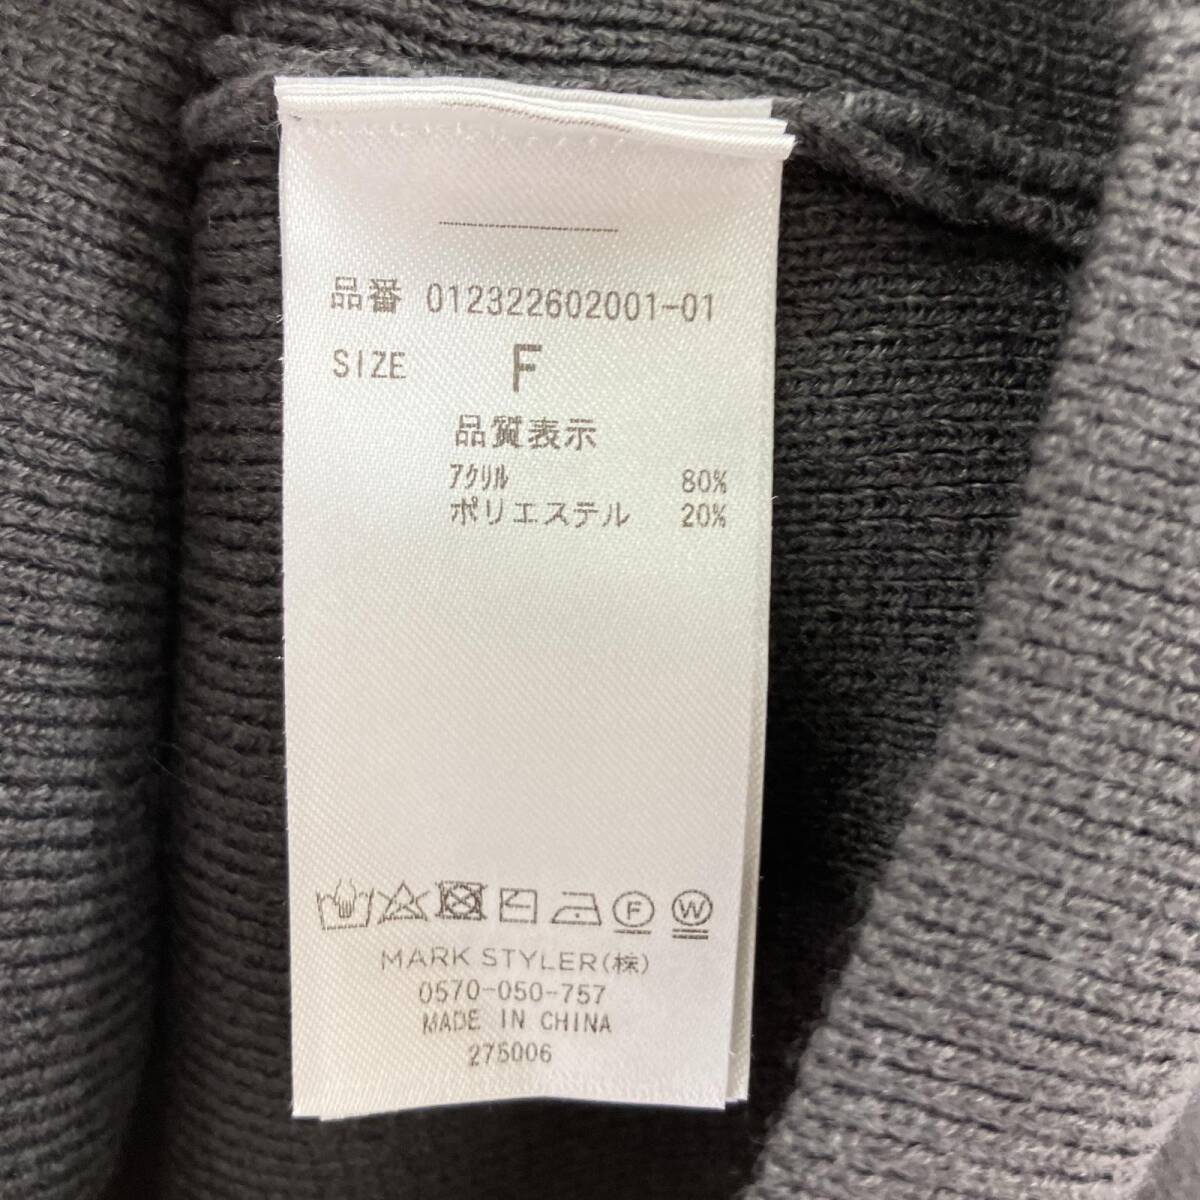 品番 012322602001-01
SIZE F
品質表示
アクリル 80%
ポリエステル 20%
F W
MARK STYLER(株)
0570-050-757
MADE IN CHINA
275006